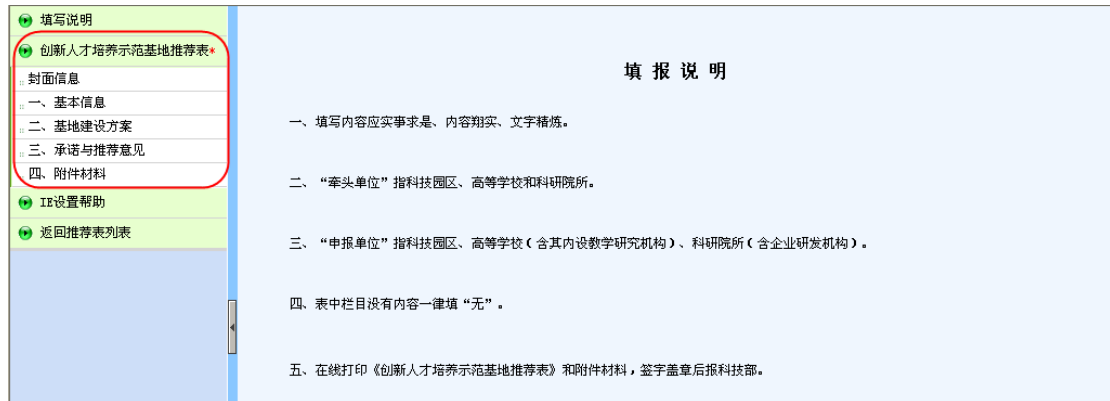 填写说明
创新人才培养示范基地推荐表*
封面信息
一、基本信息
二、基地建设方案
三、承诺与推荐意见
四、附件材料
IE设置帮助
返回推荐表列表
填 报 说 明
一、填写内容应实事求是、内容翔实、文字精炼。
二、“牵头单位”指科技园区、高等学校和科研院所。
三、“申报单位”指科技园区、高等学校(含其内设教学研究机构)、科研院所(含企业研发机构)。
四、表中栏目没有内容一律填“无”。
五、在线打印《创新人才培养示范基地推荐表》和附件材料,签字盖章后报科技部。